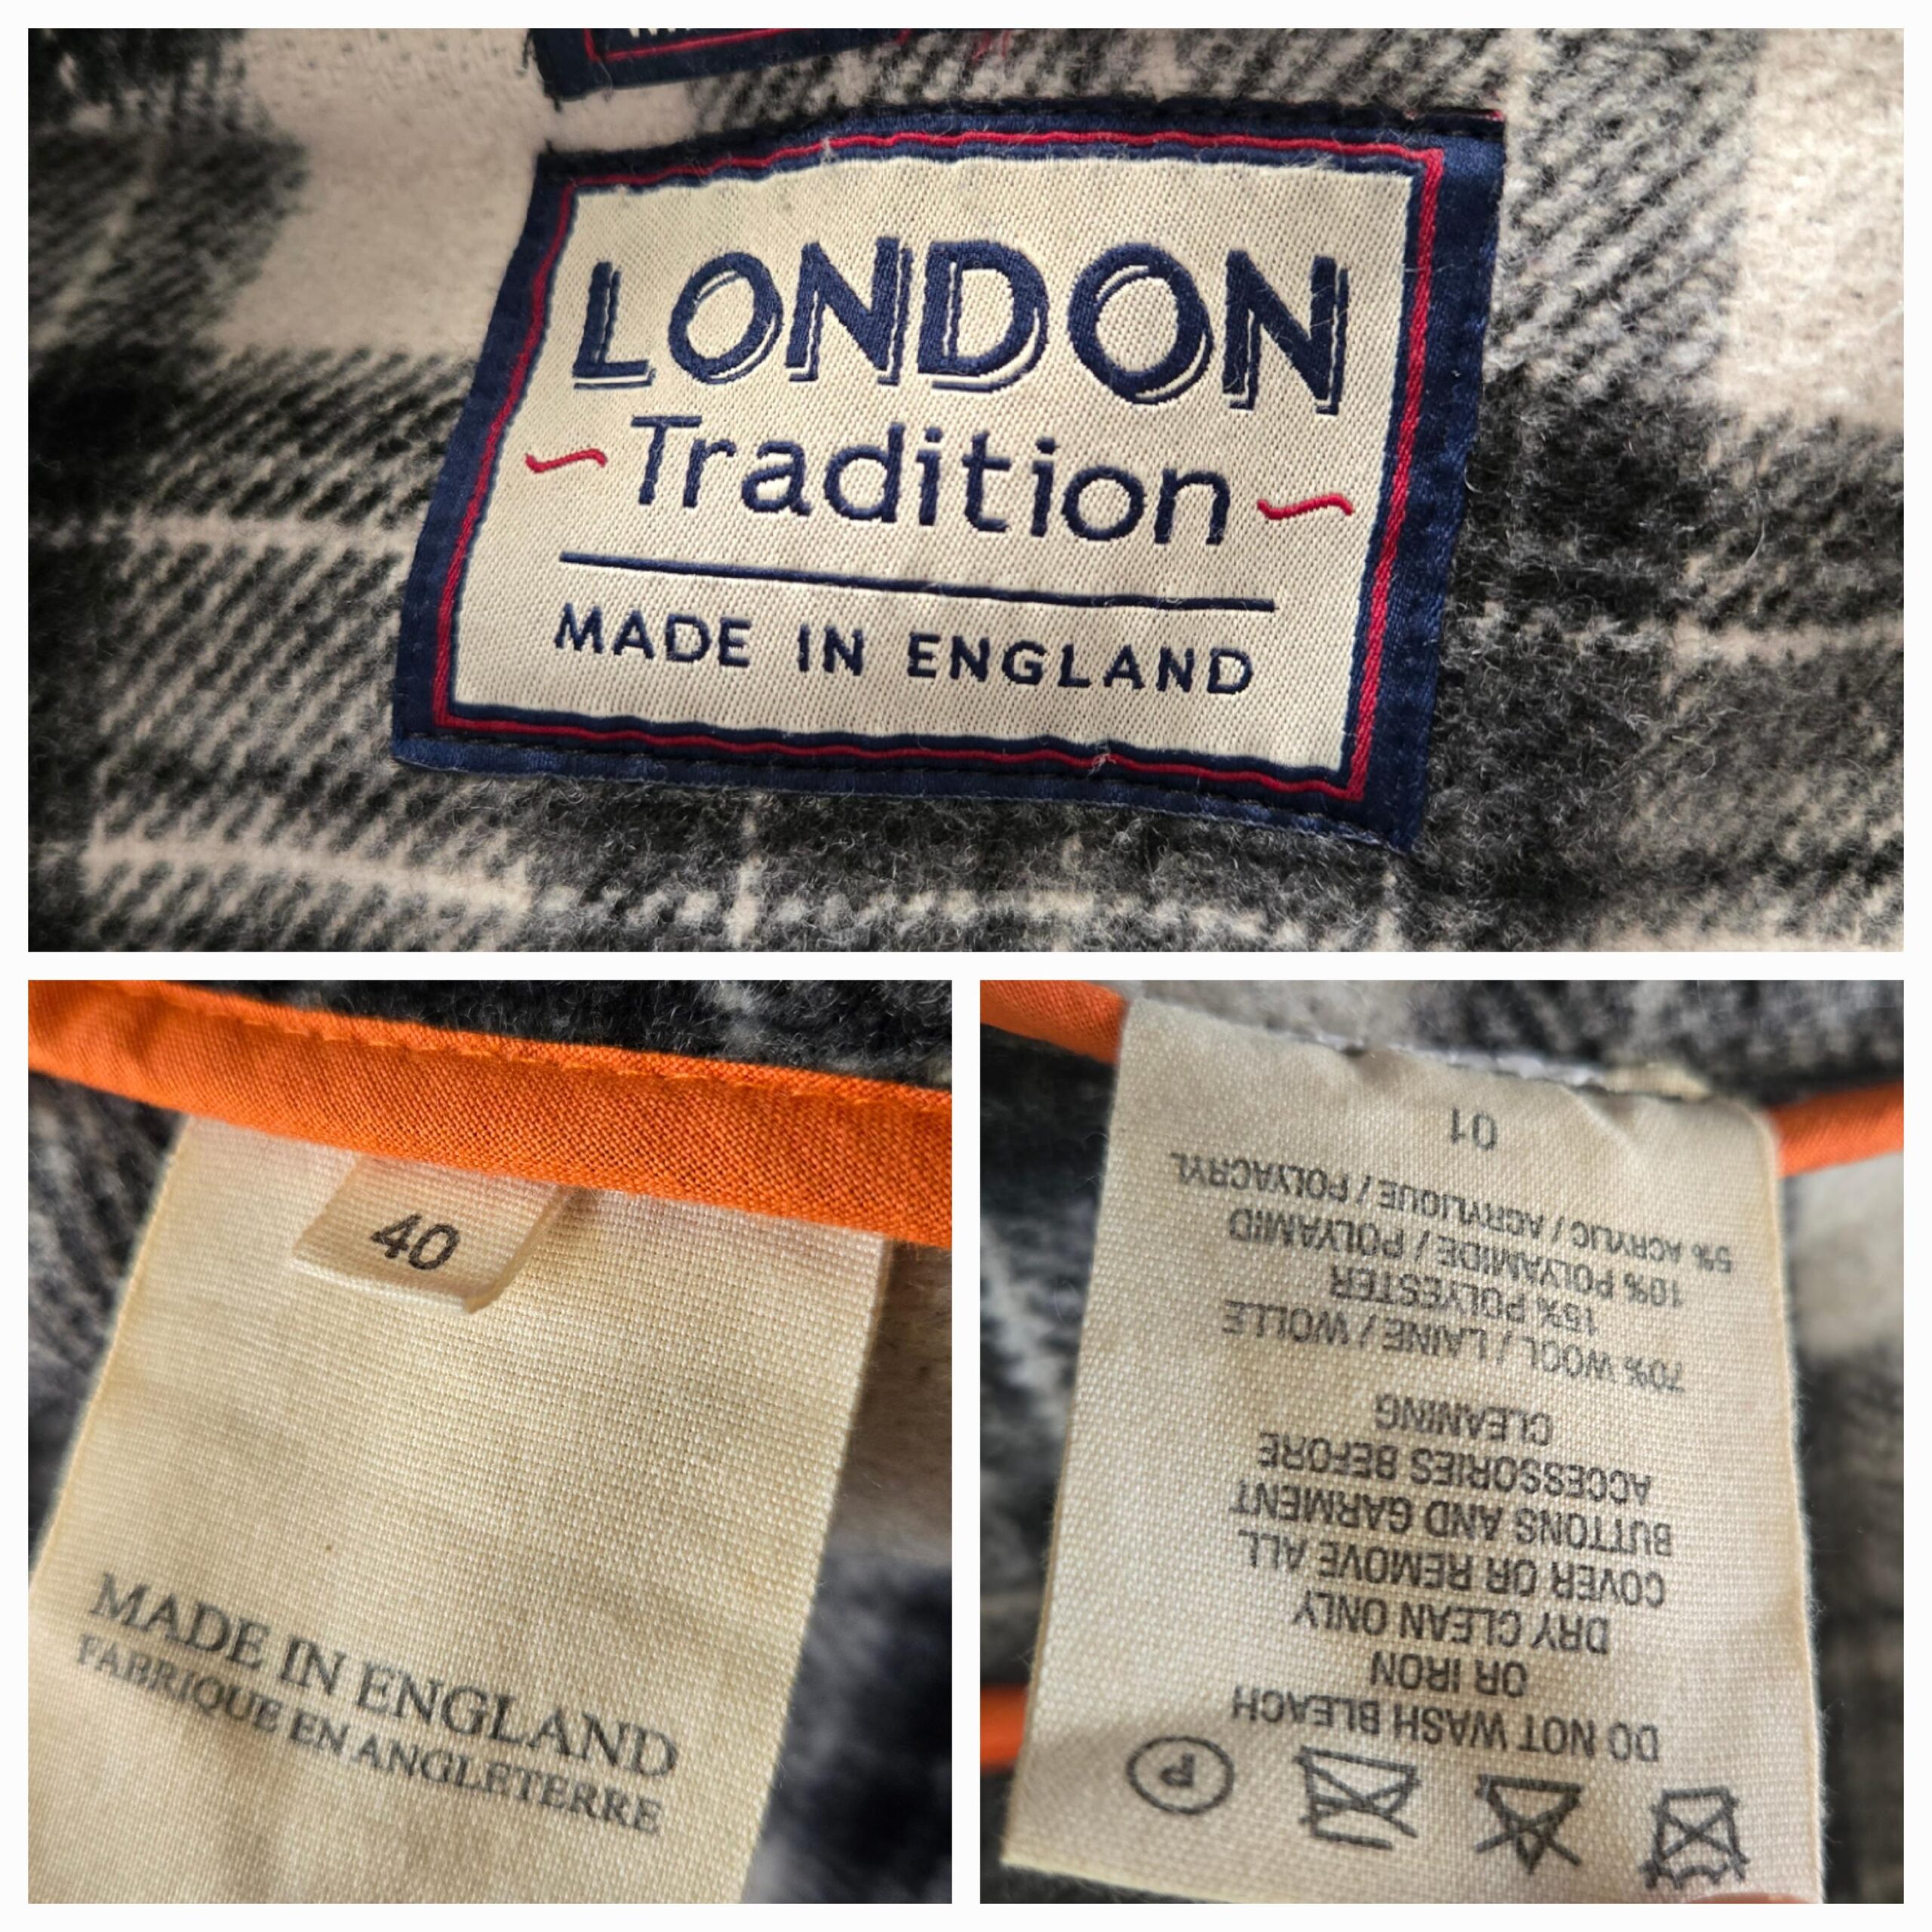 LONDON
Tradition
MADE IN ENGLAND
40
MADE IN ENGLAND
FABRIQUE EN ANGLETERRE
P
DO NOT WASH BLEACH
OR IRON
DRY CLEAN ONLY
COVER OR REMOVE ALL
BUTTONS AND GARMENT
ACCESSORIES BEFORE
CLEANING
70% WOOL / LAINE / WOLLE
15% POLYESTER
10% POLYAMIDE / POLYAMID
5% ACRYLIC / ACRYLIQUE / POLYACRYL
01